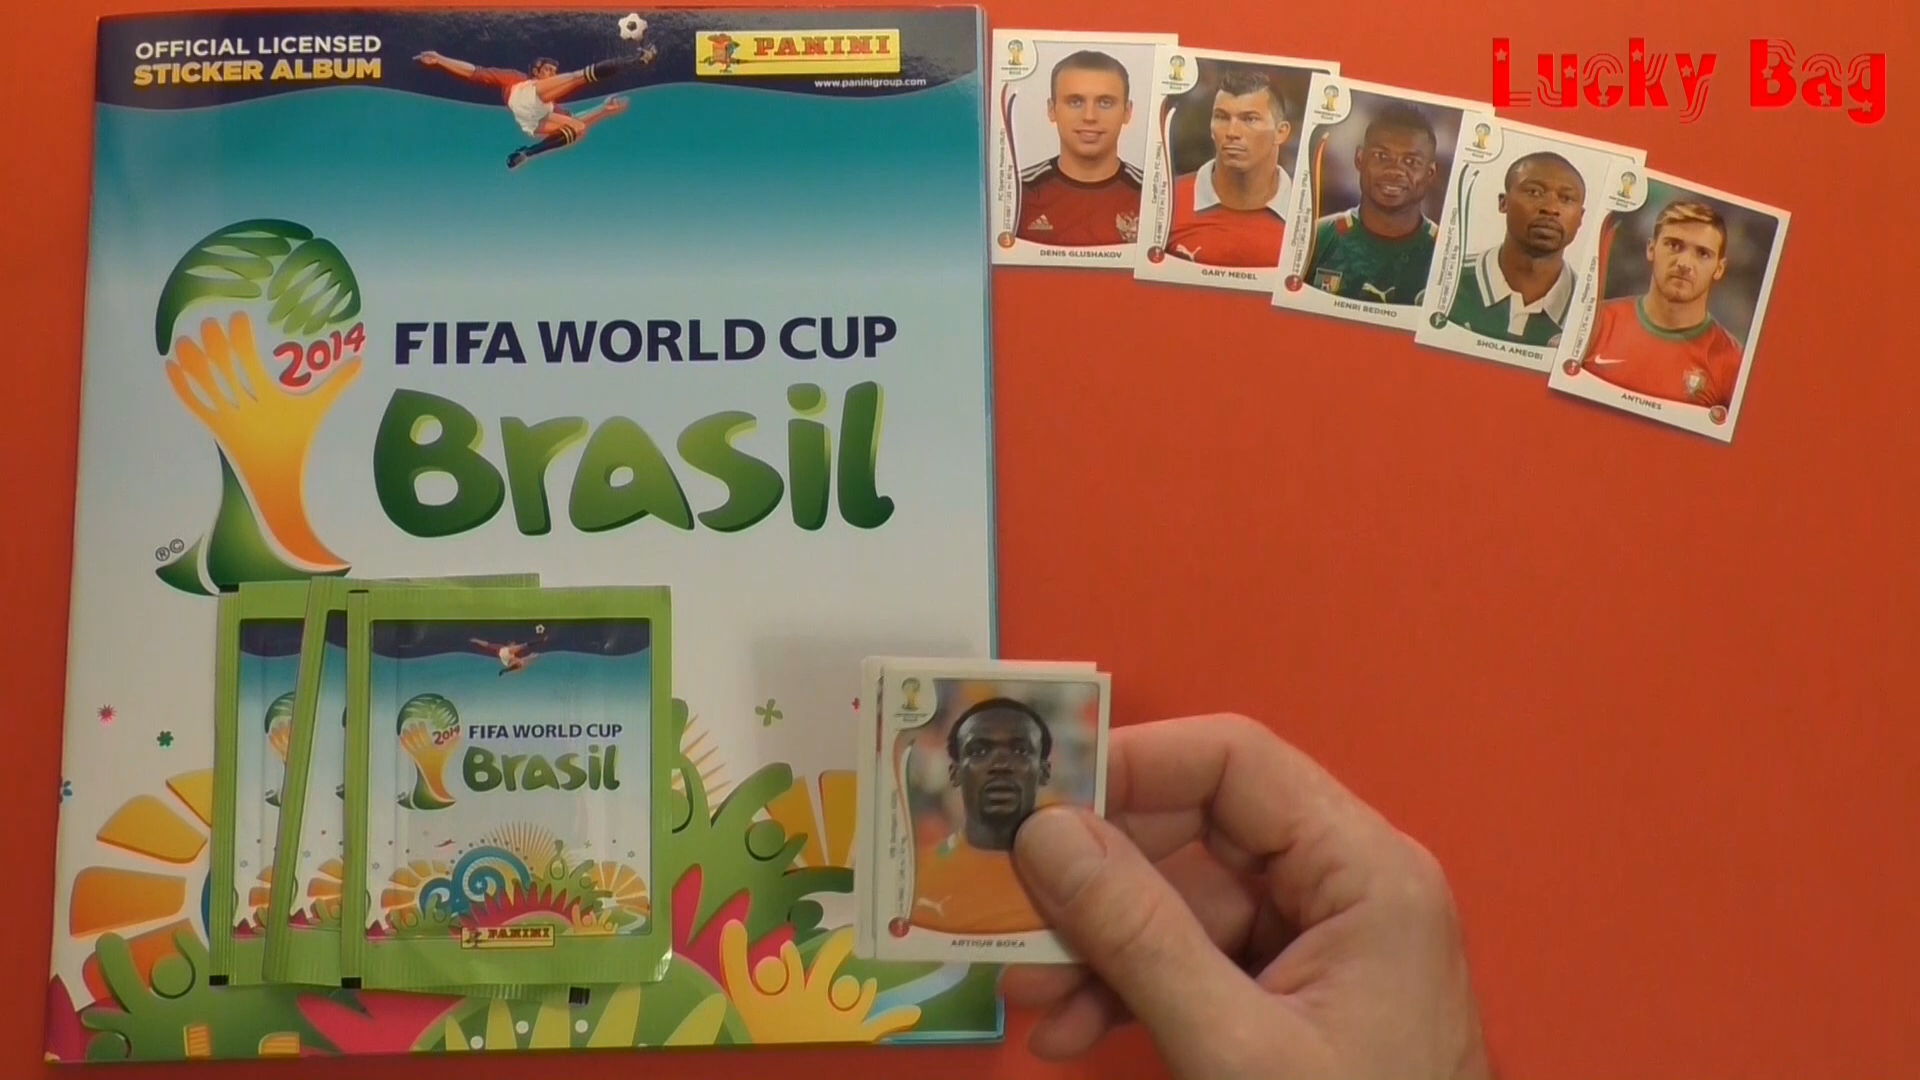 OFFICIAL LICENSED
STICKER ALBUM
PANINI
www.paninigroup.com
Lucky Bag
2014
FIFA WORLD CUP
Brasil
DENIS GLUSHAKOV
GARY MEDEL
HENRI BEDIMO
SHOLA AMEOBI
ANTUNES
2014
FIFA WORLD CUP
Brasil
PANINI
ARTHUR BOKA